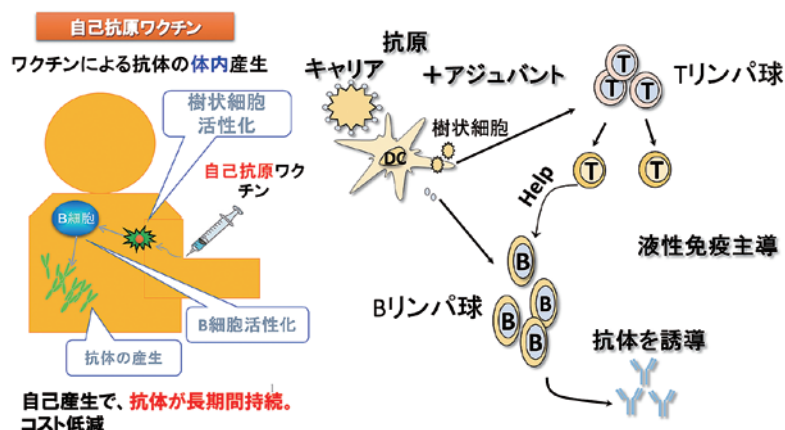 自己抗原ワクチン
ワクチンによる抗体の体内産生
樹状細胞
活性化
自己抗原ワク
チン
B細胞
B細胞活性化
抗体の産生
自己産生で、抗体が長期間持続。
コスト低減
抗原
キャリア
+アジュバント
樹状細胞
DC
T
T
T
Tリンパ球
T
T
Help
B
B
B
B
Bリンパ球
液性免疫主導
抗体を誘導